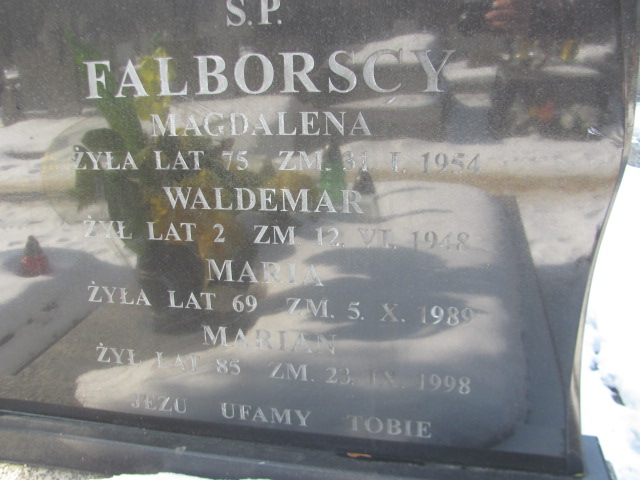 Ś.P.
FALBORSCY
MAGDALENA
ŻYŁA LAT 75 ZM. 31. I. 1954
WALDEMAR
ŻYŁ LAT 2 ZM 12. VI. 1948
MARIA
ŻYŁA LAT 69 ZM. 5. X. 1989
MARIAN
ŻYŁ LAT 85 ZM. 23. IX. 1998
JEZU UFAMY TOBIE